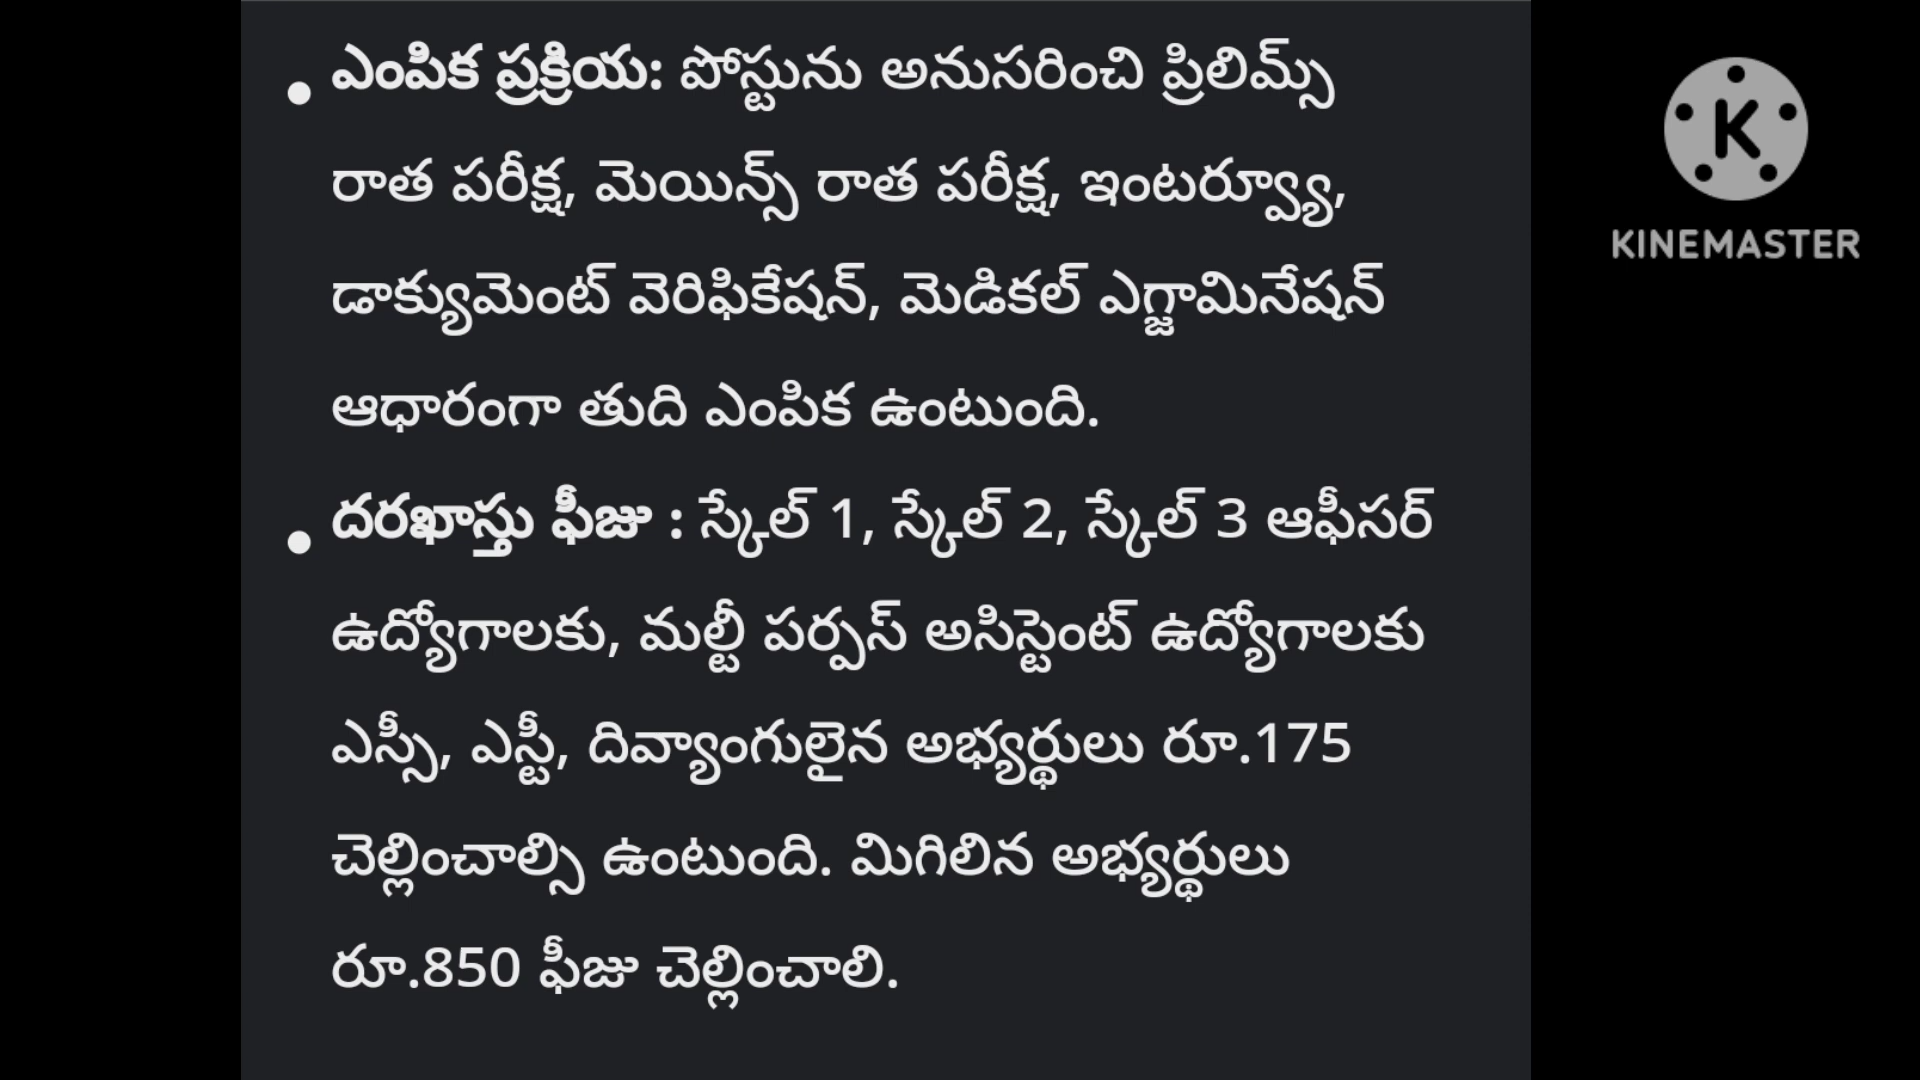 • ఎంపిక ప్రక్రియ: పోస్టును అనుసరించి ప్రిలిమ్స్
రాత పరీక్ష, మెయిన్స్ రాత పరీక్ష, ఇంటర్వ్యూ,
డాక్యుమెంట్ వెరిఫికేషన్, మెడికల్ ఎగ్జామినేషన్
ఆధారంగా తుది ఎంపిక ఉంటుంది.
• దరఖాస్తు ఫీజు : స్కేల్ 1, స్కేల్ 2, స్కేల్ 3 ఆఫీసర్
ఉద్యోగాలకు, మల్టీ పర్పస్ అసిస్టెంట్ ఉద్యోగాలకు
ఎస్సీ, ఎస్టీ, దివ్యాంగులైన అభ్యర్థులు రూ.175
చెల్లించాల్సి ఉంటుంది. మిగిలిన అభ్యర్థులు
రూ.850 ఫీజు చెల్లించాలి.
K
KINEMASTER